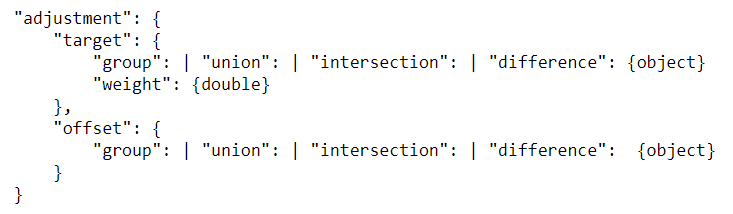 "adjustment": {
    "target": {
        "group": | "union": | "intersection": | "difference": {object}
        "weight": {double}
    },
    "offset": {
        "group": | "union": | "intersection": | "difference":  {object}
    }
}